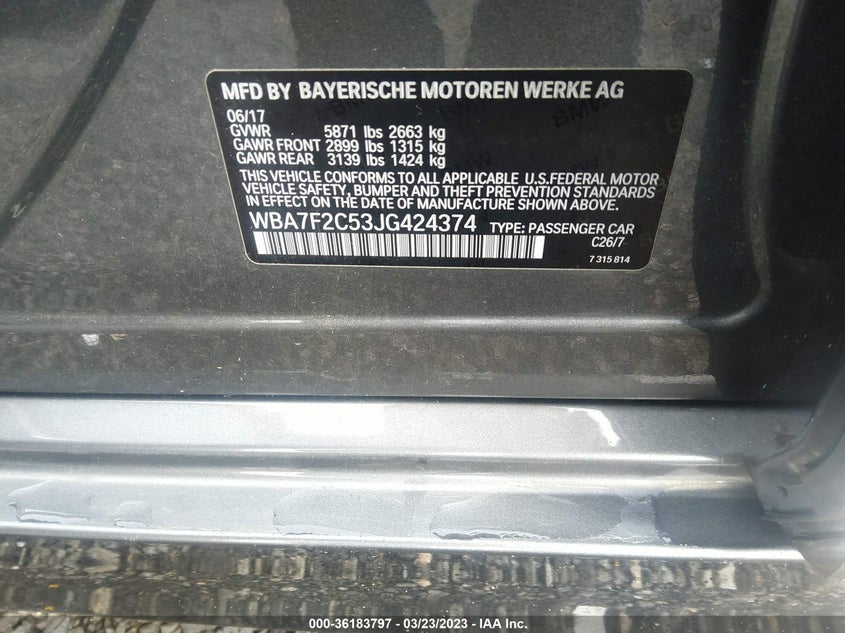 MFD BY BAYERISCHE MOTOREN WERKE AG
06/17
GVWR 5871 lbs 2663 kg
GAWR FRONT 2899 lbs 1315 kg
GAWR REAR 3139 lbs 1424 kg
THIS VEHICLE CONFORMS TO ALL APPLICABLE U.S.FEDERAL MOTOR
VEHICLE SAFETY, BUMPER AND THEFT PREVENTION STANDARDS
IN EFFECT ON THE DATE OF MANUFACTURE SHOWN ABOVE.
WBA7F2C53JG424374 TYPE: PASSENGER CAR
C26/7
7 315 814
000-36183797 - 03/23/2023 - IAA Inc.